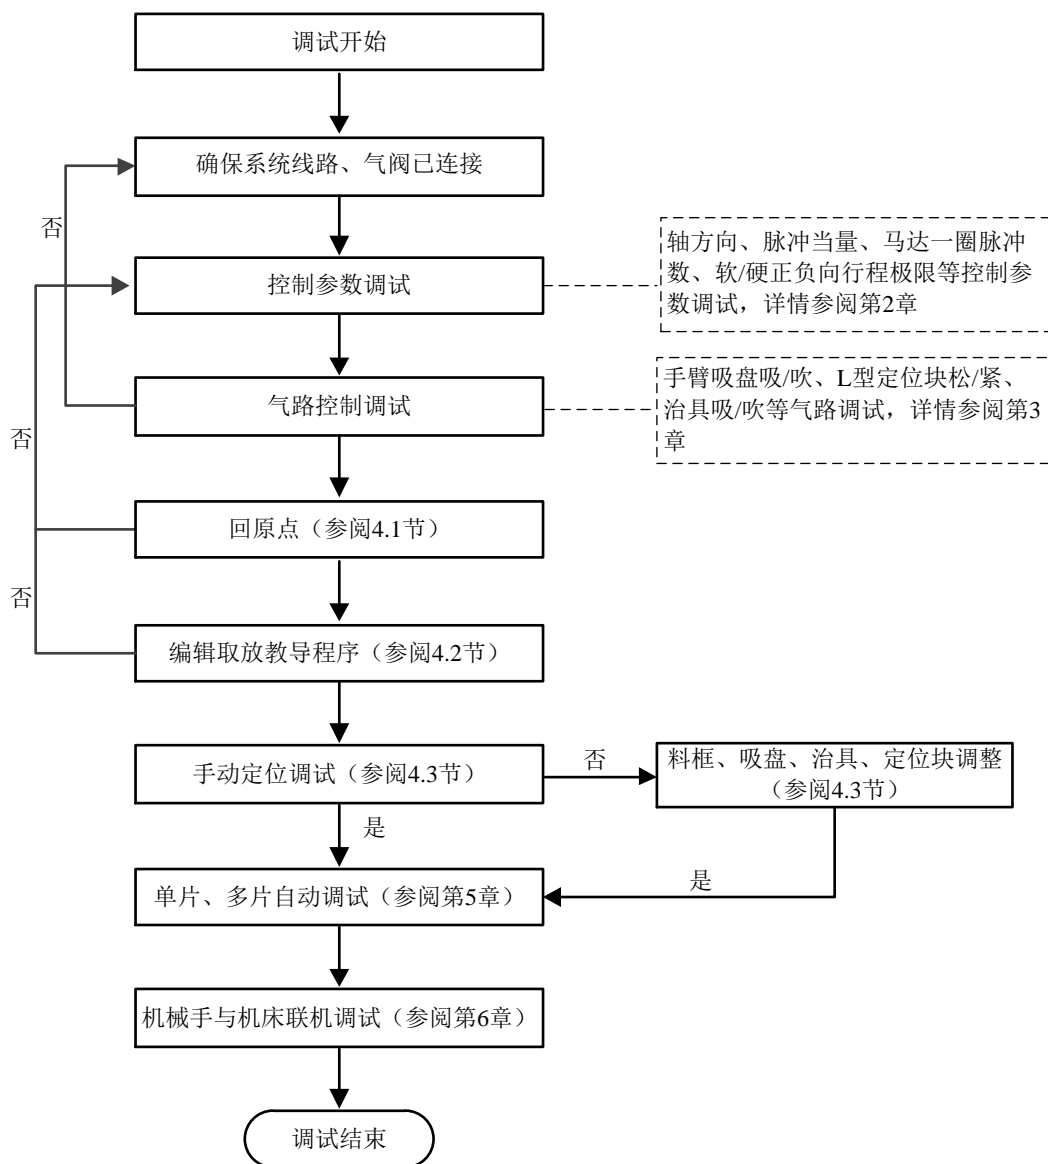 调试开始
确保系统线路、气阀已连接
否
轴方向、脉冲当量、马达一圈脉冲
数、软/硬正负向行程极限等控制参
数调试，详情参阅第2章
控制参数调试
手臂吸盘吸/吹、L型定位块松/紧、
治具吸/吹等气路调试，详情参阅第3
章
气路控制调试
否
回原点（参阅4.1节）
否
编辑取放教导程序（参阅4.2节）
手动定位调试（参阅4.3节）
否
料框、吸盘、治具、定位块调整
（参阅4.3节）
是
是
单片、多片自动调试（参阅第5章）
机械手与机床联机调试（参阅第6章）
调试结束